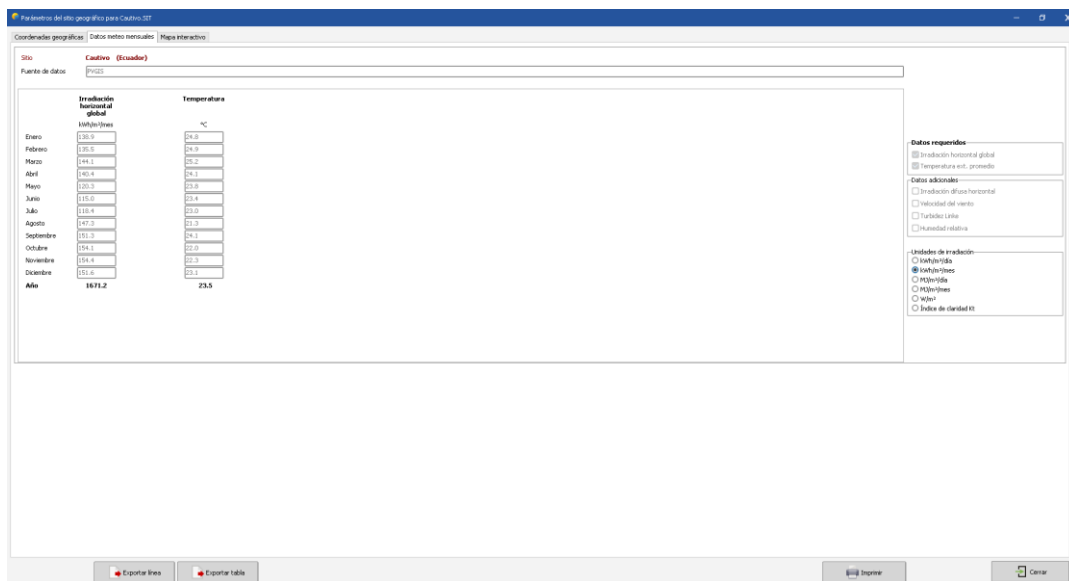 Parámetros del sitio geográfico para Cautivo.SIT
Coordenadas geográficas Datos meteo mensuales Mapa interactivo
Sitio Cautivo (Ecuador)
Fuente de datos PVGIS
Irradiación horizontal global Temperatura
kWh/m²/mes °C
Enero 138.9 24.8
Febrero 135.5 24.9
Marzo 144.1 25.2
Abril 140.4 24.1
Mayo 120.3 23.8
Junio 115.0 23.4
Julio 118.4 23.0
Agosto 147.3 21.3
Septiembre 151.3 24.1
Octubre 154.1 22.0
Noviembre 154.4 22.3
Diciembre 151.6 23.1
Año 1671.2 23.5
Datos requeridos
Irradiación horizontal global
Temperatura ext. promedio
Datos adicionales
Irradiación difusa horizontal
Velocidad del viento
Turbidez Linke
Humedad relativa
Unidades de irradiación
kWh/m²/día
kWh/m²/mes
MJ/m²/día
MJ/m²/mes
W/m²
Índice de claridad Kt
Exportar línea Exportar tabla Imprimir Cerrar